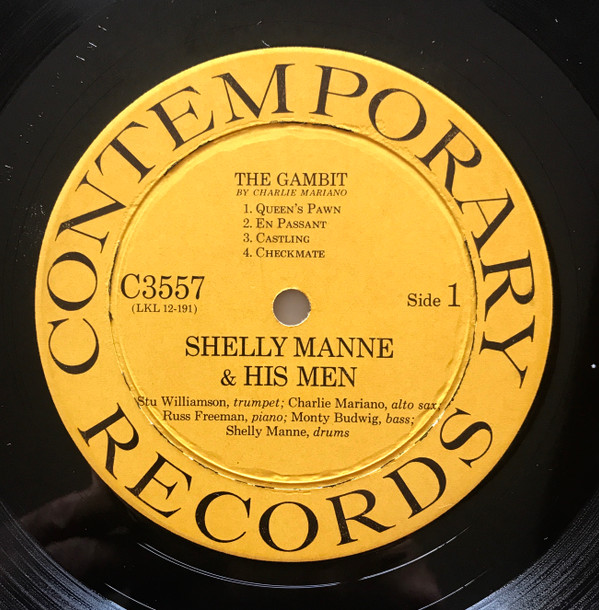 CONTEMPORARY
RECORDS
THE GAMBIT
BY CHARLIE MARIANO
1. QUEEN'S PAWN
2. EN PASSANT
3. CASTLING
4. CHECKMATE
C3557
(LKL 12-191)
Side 1
SHELLY MANNE
& HIS MEN
Stu Williamson, trumpet; Charlie Mariano, alto sax;
Russ Freeman, piano; Monty Budwig, bass;
Shelly Manne, drums